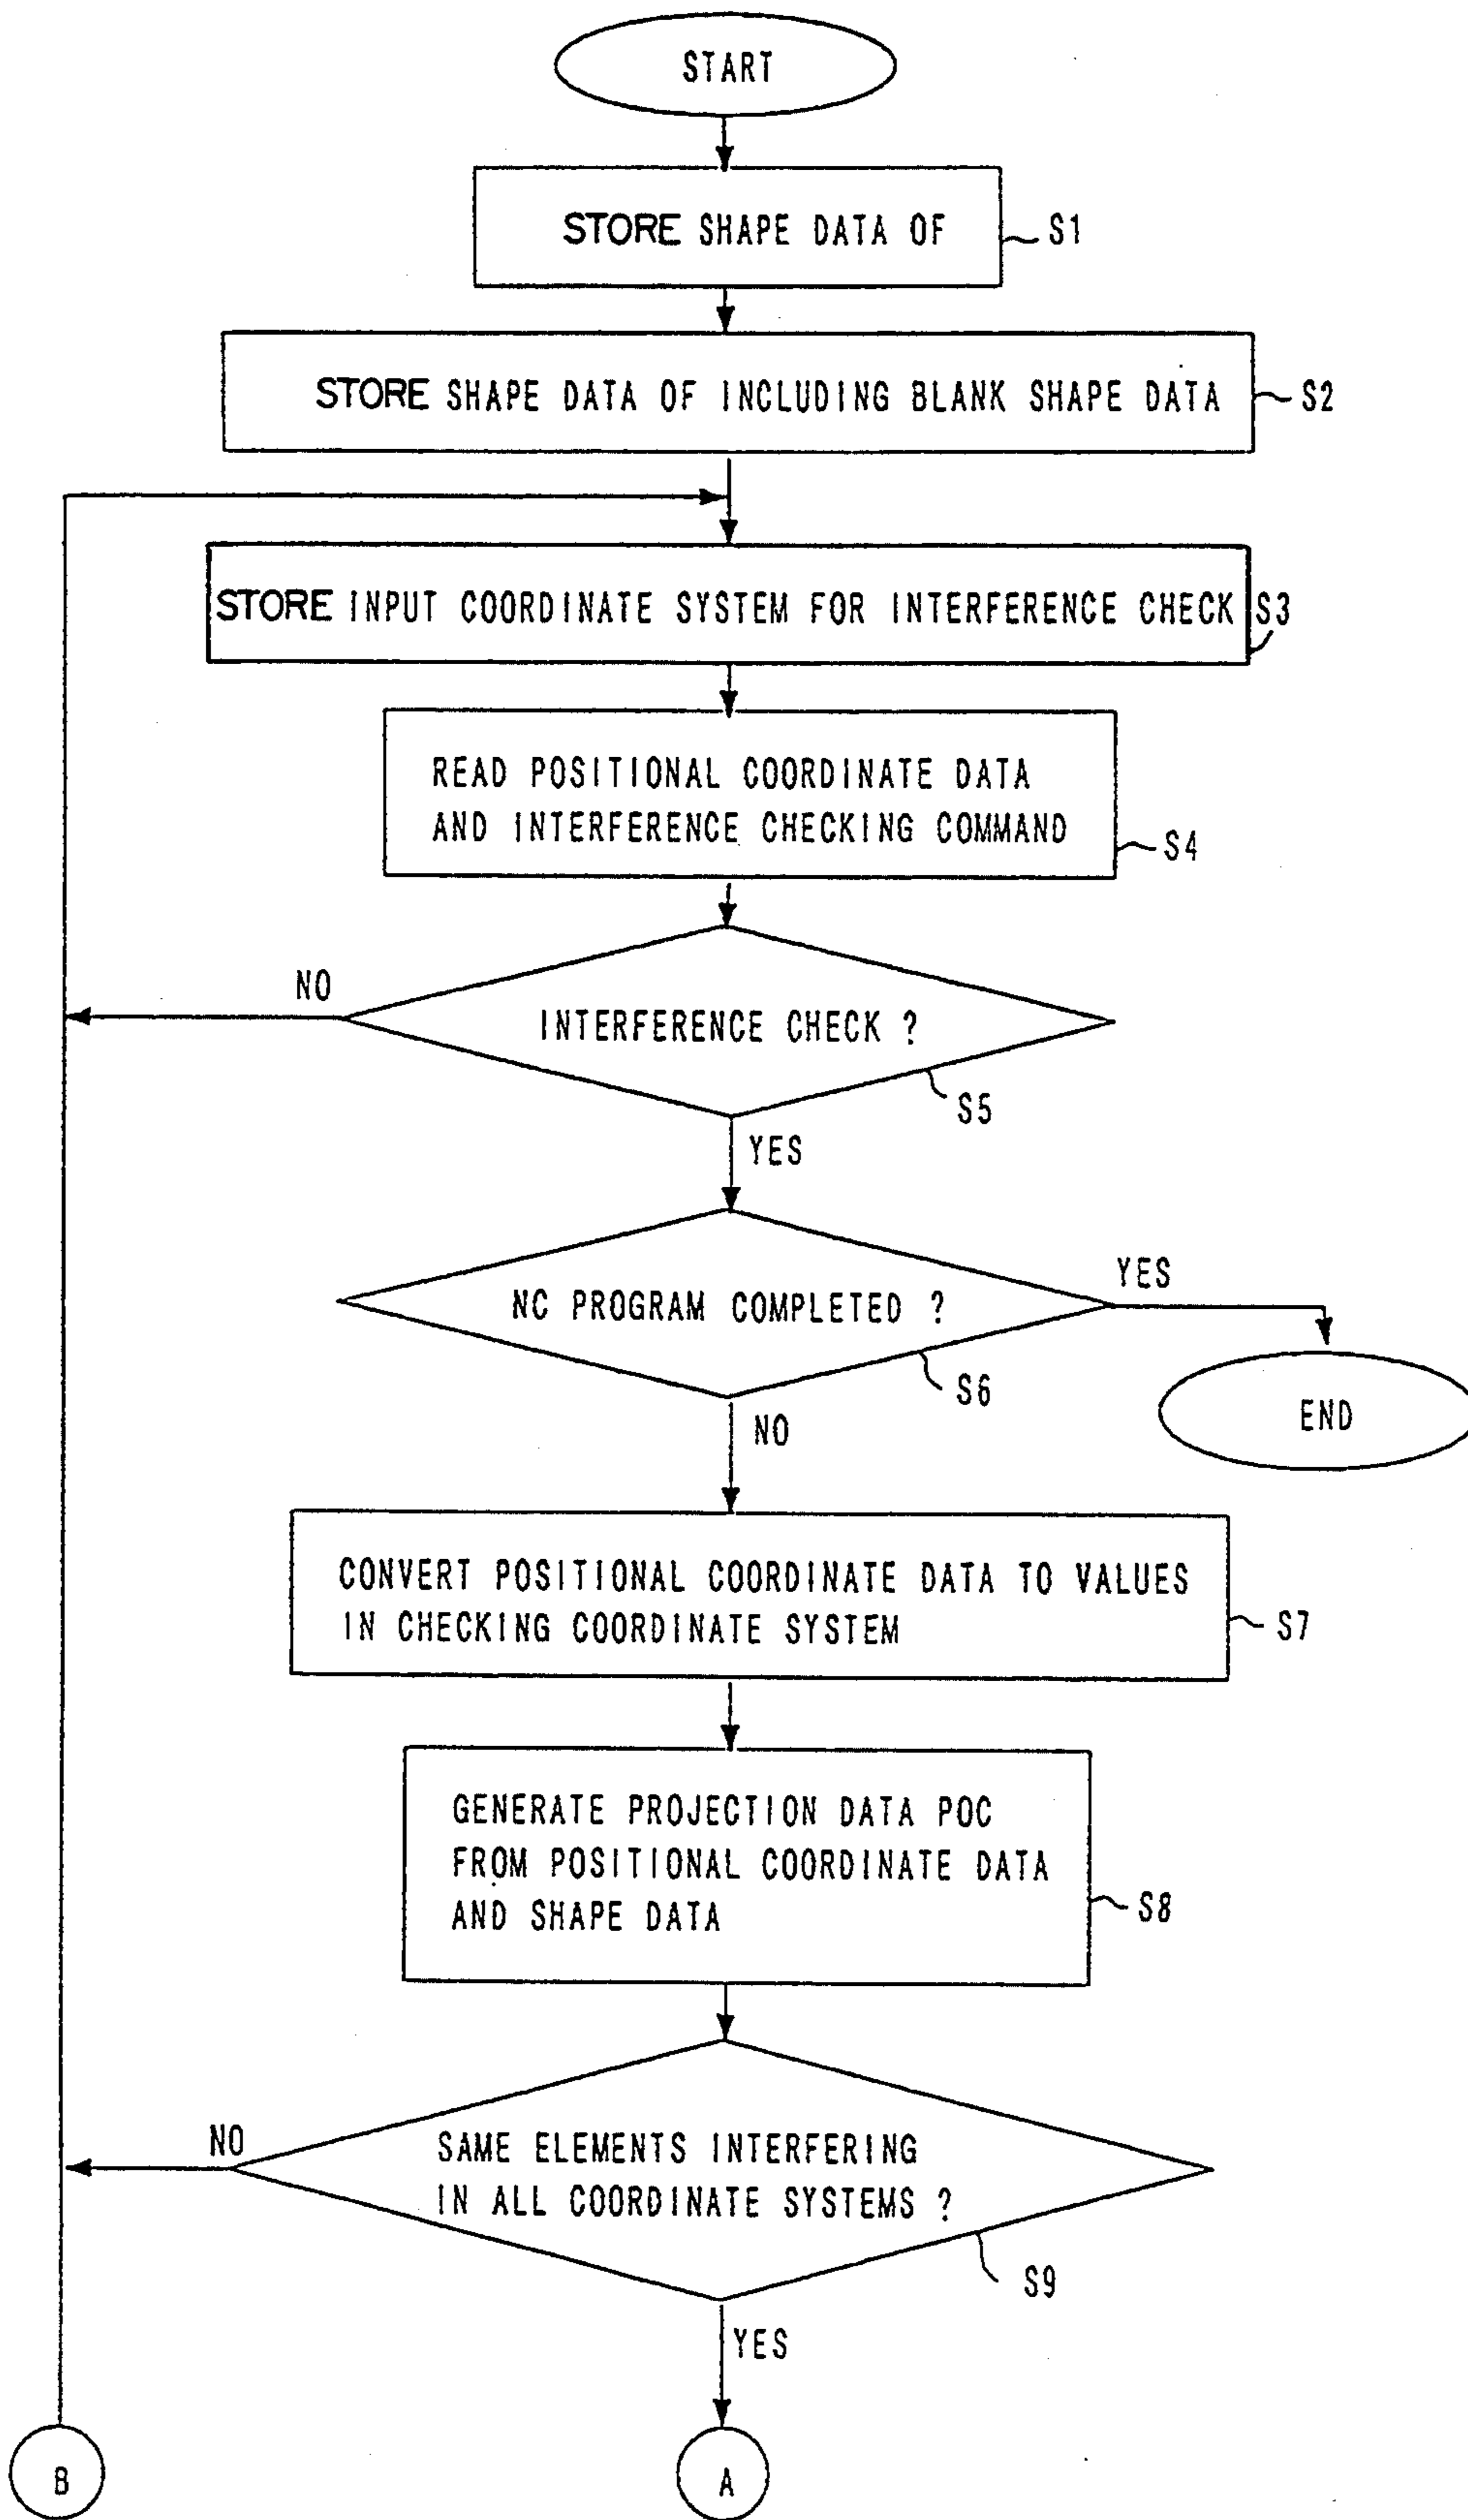 START
STORE SHAPE DATA OF
S1
STORE SHAPE DATA OF INCLUDING BLANK SHAPE DATA
S2
STORE INPUT COORDINATE SYSTEM FOR INTERFERENCE CHECK
S3
READ POSITIONAL COORDINATE DATA
AND INTERFERENCE CHECKING COMMAND
S4
NO
INTERFERENCE CHECK ?
S5
YES
NC PROGRAM COMPLETED ?
YES
S6
END
NO
CONVERT POSITIONAL COORDINATE DATA TO VALUES
IN CHECKING COORDINATE SYSTEM
S7
GENERATE PROJECTION DATA POC
FROM POSITIONAL COORDINATE DATA
AND SHAPE DATA
S8
NO
SAME ELEMENTS INTERFERING
IN ALL COORDINATE SYSTEMS ?
S9
YES
B
A